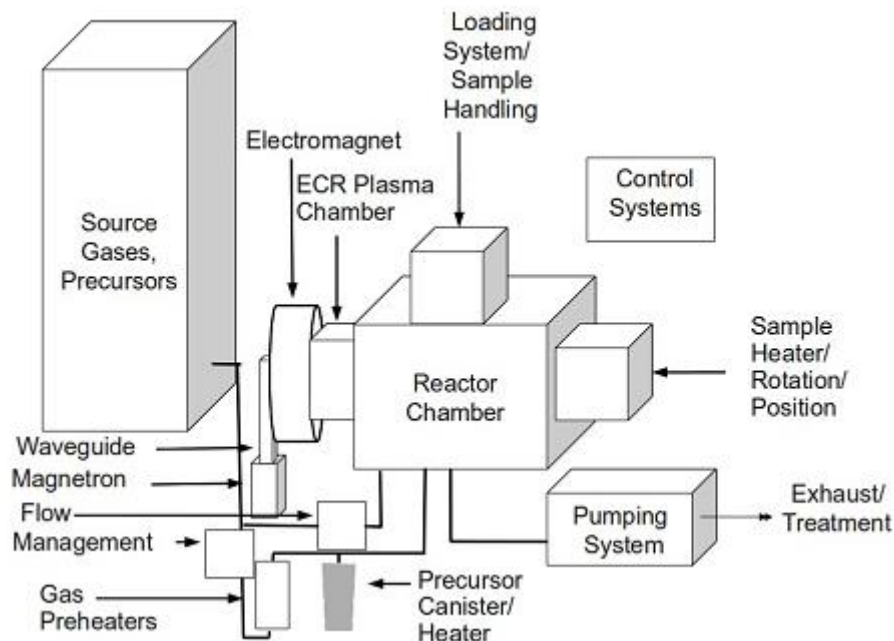 Loading
System/
Sample
Handling
Electromagnet
ECR Plasma
Chamber
Control
Systems
Source
Gases,
Precursors
Reactor
Chamber
Sample
Heater/
Rotation/
Position
Waveguide
Magnetron
Flow
Management
Pumping
System
Exhaust/
Treatment
Gas
Preheaters
Precursor
Canister/
Heater